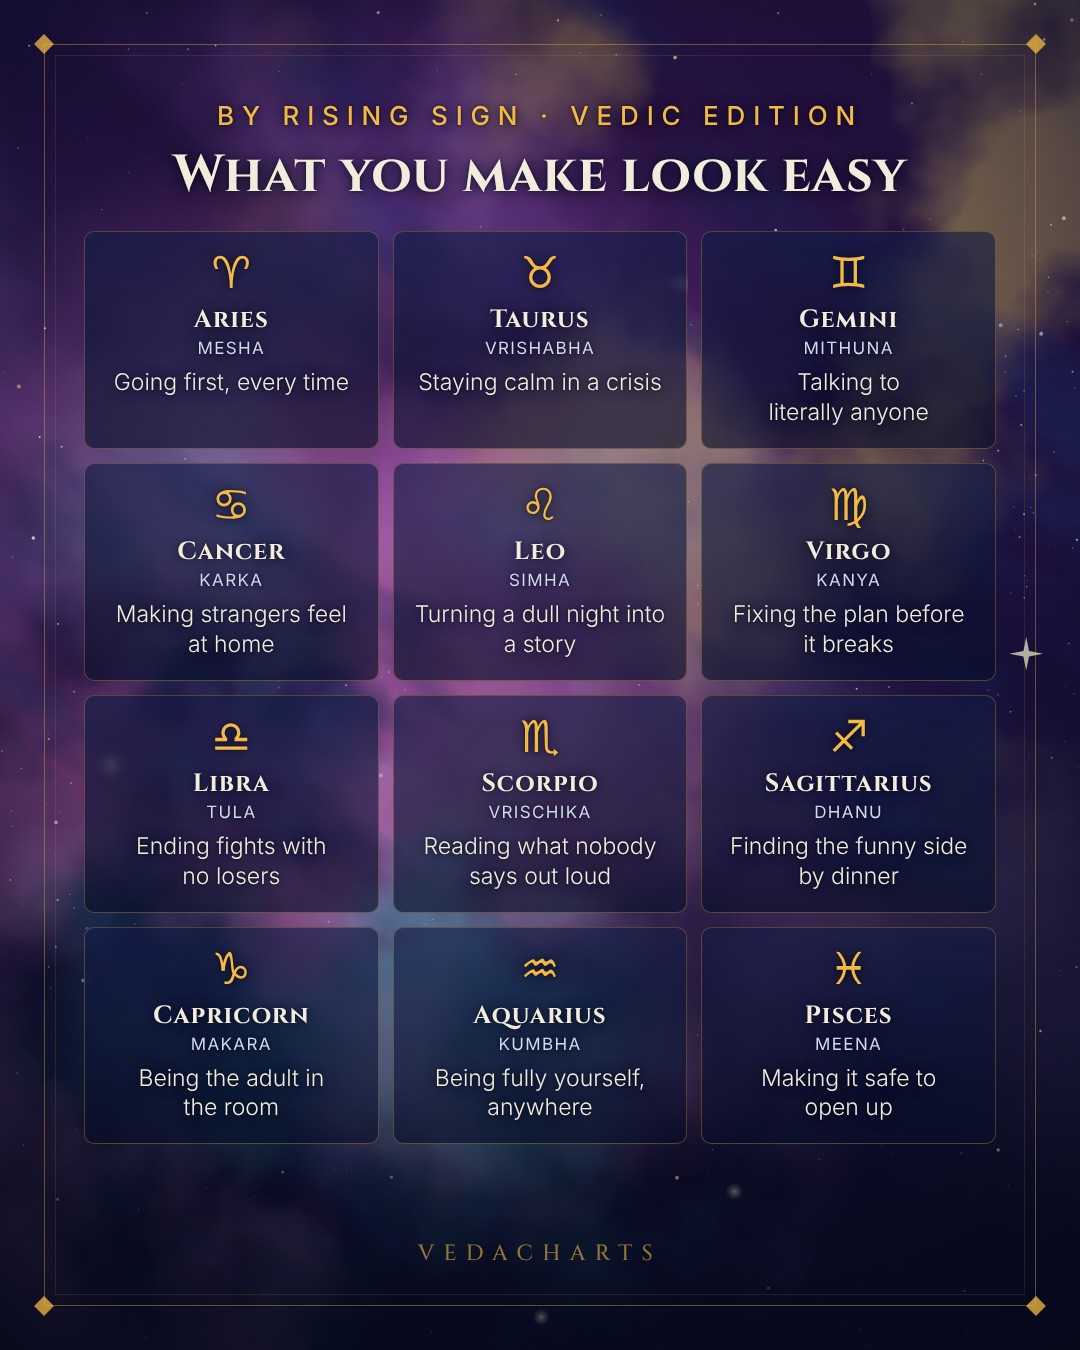 BY RISING SIGN · VEDIC EDITION
WHAT YOU MAKE LOOK EASY
♈
ARIES
MESHA
Going first, every time
♉
TAURUS
VRISHABHA
Staying calm in a crisis
♊
GEMINI
MITHUNA
Talking to
literally anyone
♋
CANCER
KARKA
Making strangers feel
at home
♌
LEO
SIMHA
Turning a dull night into
a story
♍
VIRGO
KANYA
Fixing the plan before
it breaks
♎
LIBRA
TULA
Ending fights with
no losers
♏
SCORPIO
VRISCHIKA
Reading what nobody
says out loud
♐
SAGITTARIUS
DHANU
Finding the funny side
by dinner
♑
CAPRICORN
MAKARA
Being the adult in
the room
♒
AQUARIUS
KUMBHA
Being fully yourself,
anywhere
♓
PISCES
MEENA
Making it safe to
open up
VEDACHARTS